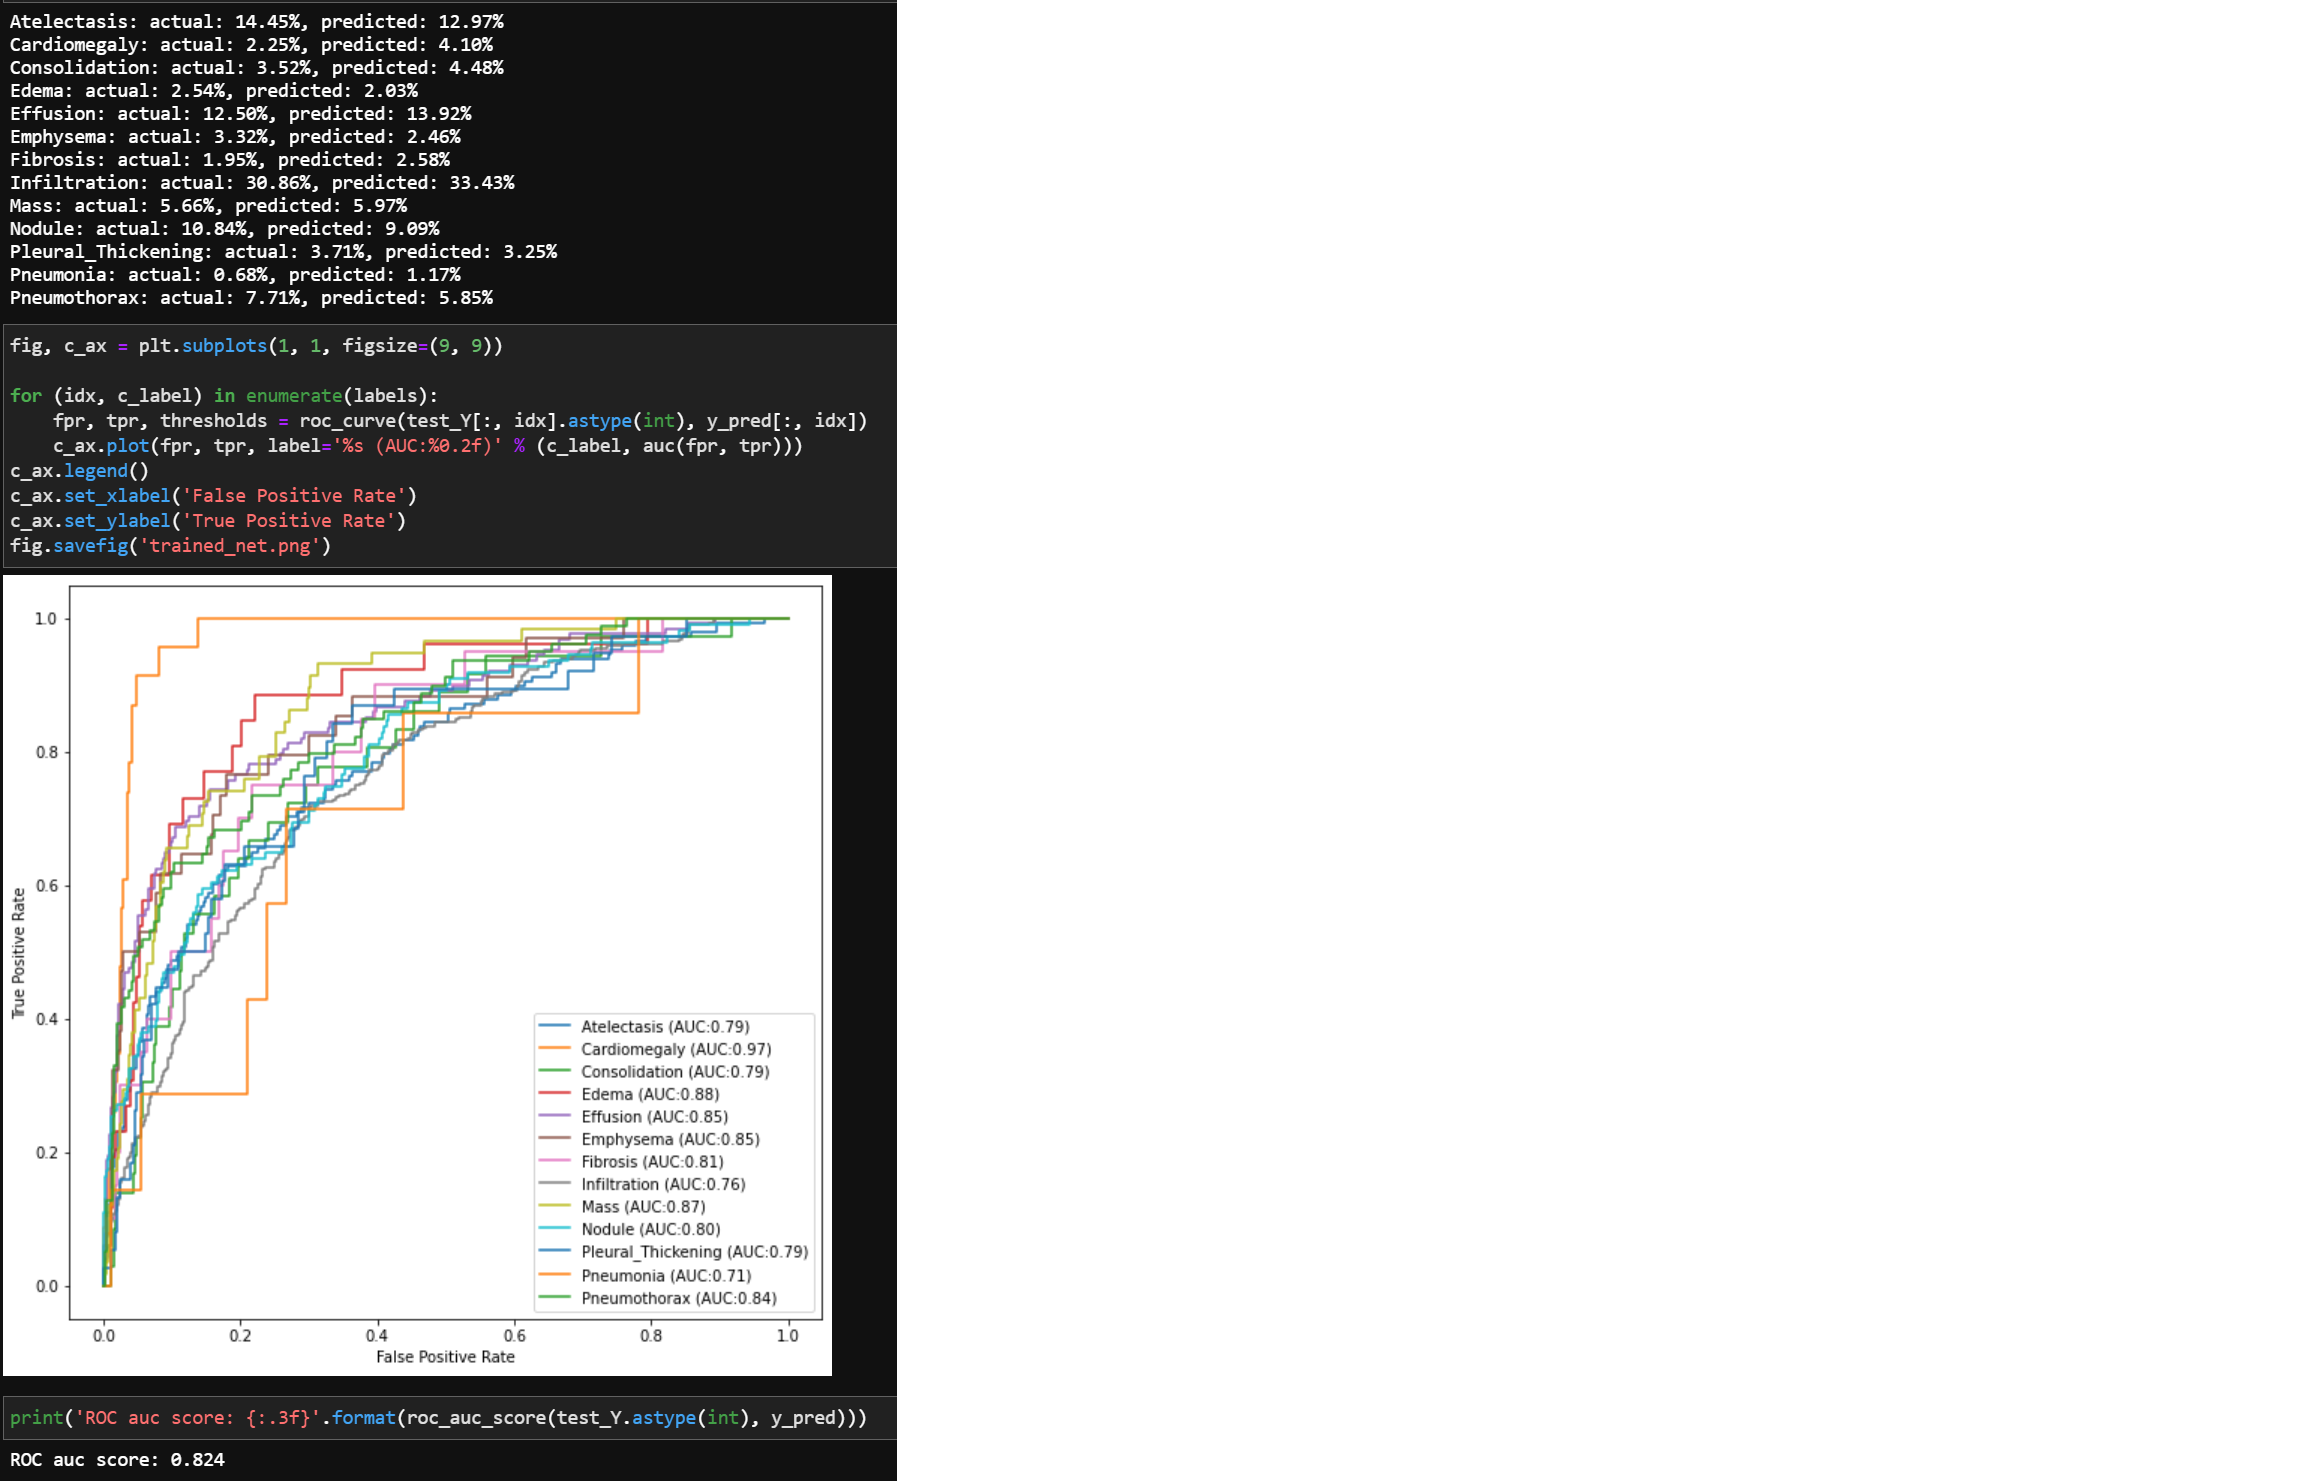 Atelectasis: actual: 14.45%, predicted: 12.97%
Cardiomegaly: actual: 2.25%, predicted: 4.10%
Consolidation: actual: 3.52%, predicted: 4.48%
Edema: actual: 2.54%, predicted: 2.03%
Effusion: actual: 12.50%, predicted: 13.92%
Emphysema: actual: 3.32%, predicted: 2.46%
Fibrosis: actual: 1.95%, predicted: 2.58%
Infiltration: actual: 30.86%, predicted: 33.43%
Mass: actual: 5.66%, predicted: 5.97%
Nodule: actual: 10.84%, predicted: 9.09%
Pleural_Thickening: actual: 3.71%, predicted: 3.25%
Pneumonia: actual: 0.68%, predicted: 1.17%
Pneumothorax: actual: 7.71%, predicted: 5.85%
fig, c_ax = plt.subplots(1, 1, figsize=(9, 9))
for (idx, c_label) in enumerate(labels):
    fpr, tpr, thresholds = roc_curve(test_Y[:, idx].astype(int), y_pred[:, idx])
    c_ax.plot(fpr, tpr, label='%s (AUC:%0.2f)' % (c_label, auc(fpr, tpr)))
c_ax.legend()
c_ax.set_xlabel('False Positive Rate')
c_ax.set_ylabel('True Positive Rate')
fig.savefig('trained_net.png')
1.0
0.8
0.6
0.4
0.2
0.0
True Positive Rate
Atelectasis (AUC:0.79)
Cardiomegaly (AUC:0.97)
Consolidation (AUC:0.79)
Edema (AUC:0.88)
Effusion (AUC:0.85)
Emphysema (AUC:0.85)
Fibrosis (AUC:0.81)
Infiltration (AUC:0.76)
Mass (AUC:0.87)
Nodule (AUC:0.80)
Pleural_Thickening (AUC:0.79)
Pneumonia (AUC:0.71)
Pneumothorax (AUC:0.84)
0.0 0.2 0.4 0.6 0.8 1.0
False Positive Rate
print('ROC auc score: {:.3f}'.format(roc_auc_score(test_Y.astype(int), y_pred)))
ROC auc score: 0.824